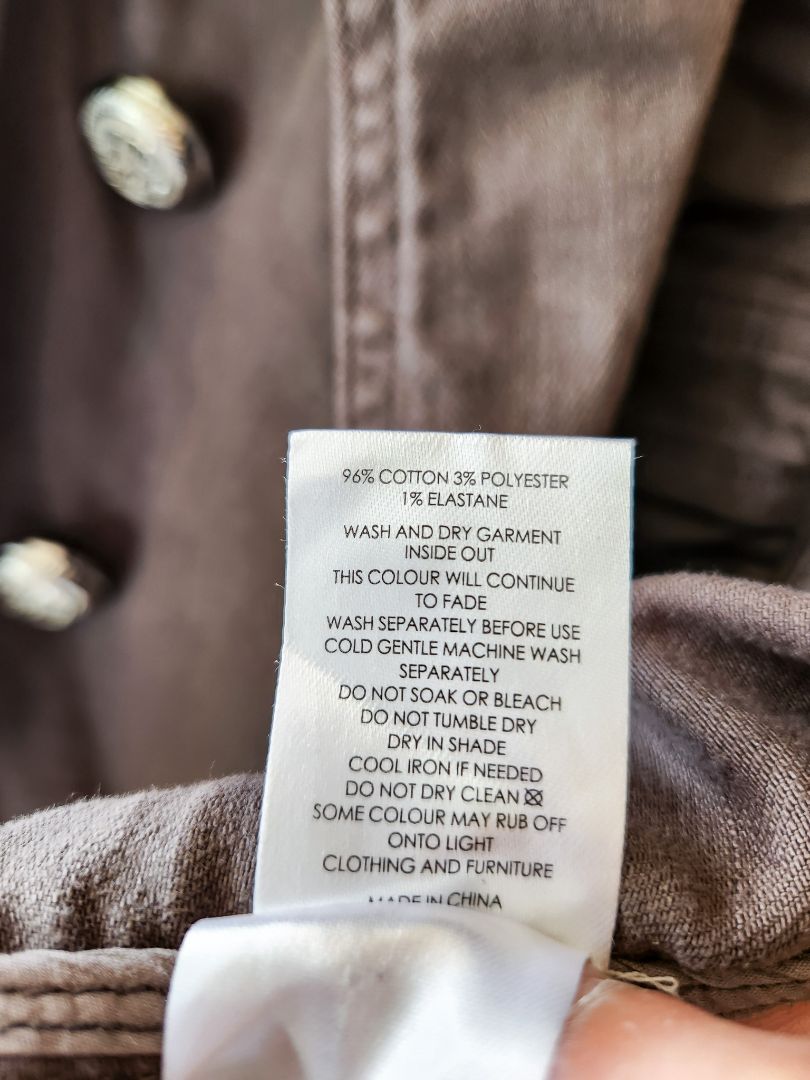 96% COTTON 3% POLYESTER
1% ELASTANE
WASH AND DRY GARMENT
INSIDE OUT
THIS COLOUR WILL CONTINUE
TO FADE
WASH SEPARATELY BEFORE USE
COLD GENTLE MACHINE WASH
SEPARATELY
DO NOT SOAK OR BLEACH
DO NOT TUMBLE DRY
DRY IN SHADE
COOL IRON IF NEEDED
DO NOT DRY CLEAN
SOME COLOUR MAY RUB OFF
ONTO LIGHT
CLOTHING AND FURNITURE
MADE IN CHINA